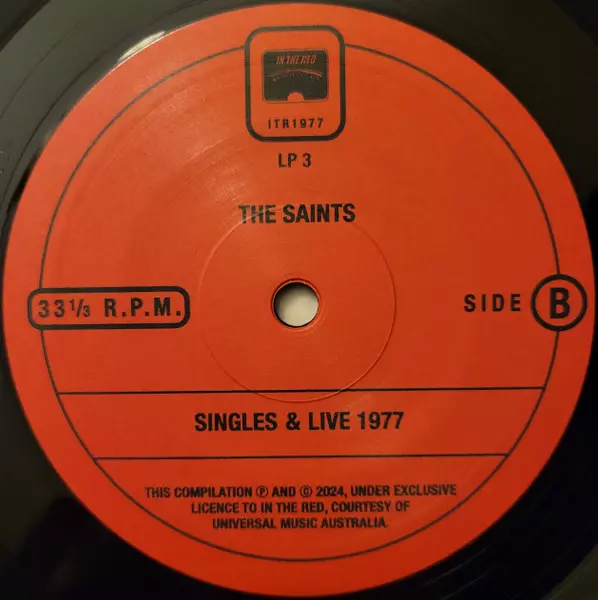 IN THE RED
ITR1977
LP 3
THE SAINTS
33 1/3 R.P.M.
SIDE B
SINGLES & LIVE 1977
THIS COMPILATION ℗ AND © 2024, UNDER EXCLUSIVE
LICENCE TO IN THE RED, COURTESY OF
UNIVERSAL MUSIC AUSTRALIA.